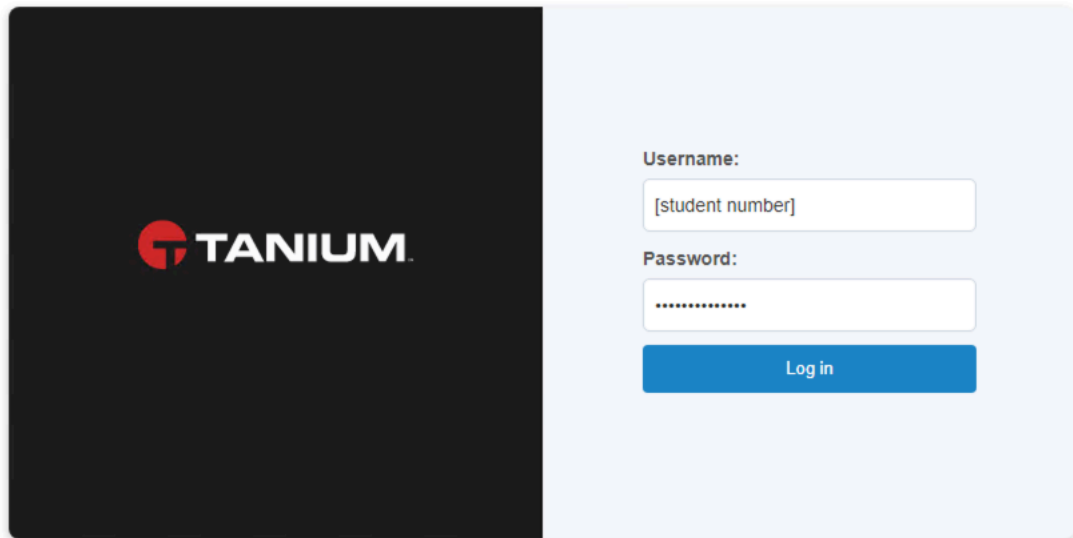 TANIUM
Username:
[student number]
Password:
••••••••••••••
Log in